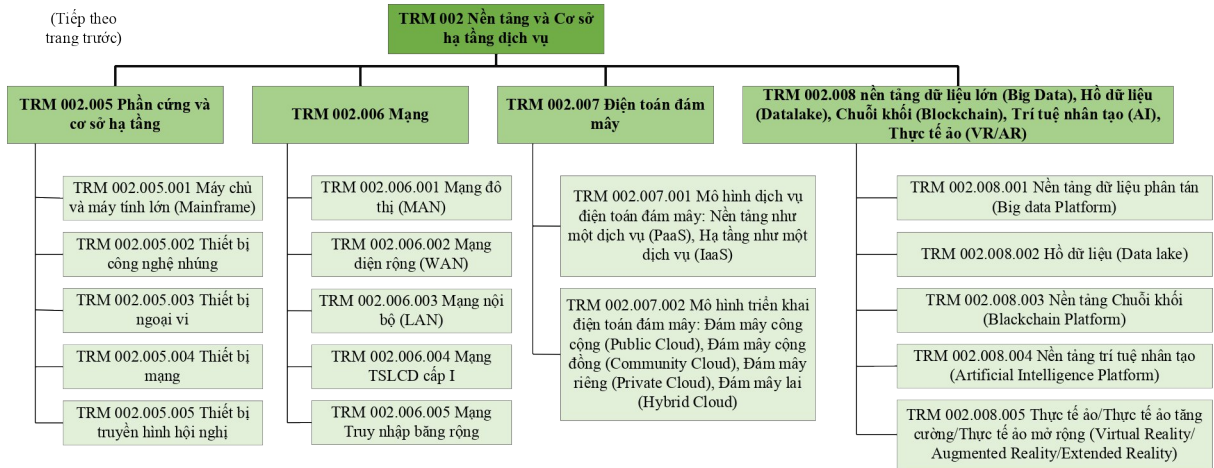 (Tiếp theo
trang trước)
TRM 002 Nền tảng và Cơ sở
hạ tầng dịch vụ
TRM 002.005 Phần cứng và
cơ sở hạ tầng
TRM 002.005.001 Máy chủ
và máy tính lớn (Mainframe)
TRM 002.005.002 Thiết bị
công nghệ nhúng
TRM 002.005.003 Thiết bị
ngoại vi
TRM 002.005.004 Thiết bị
mạng
TRM 002.005.005 Thiết bị
truyền hình hội nghị
TRM 002.006 Mạng
TRM 002.006.001 Mạng đô
thị (MAN)
TRM 002.006.002 Mạng
diện rộng (WAN)
TRM 002.006.003 Mạng nội
bộ (LAN)
TRM 002.006.004 Mạng
TSLCD cấp I
TRM 002.006.005 Mạng
Truy nhập băng rộng
TRM 002.007 Điện toán đám
mây
TRM 002.007.001 Mô hình dịch vụ
điện toán đám mây: Nền tảng như
một dịch vụ (PaaS), Hạ tầng như một
dịch vụ (IaaS)
TRM 002.007.002 Mô hình triển khai
điện toán đám mây: Đám mây công
cộng (Public Cloud), Đám mây cộng
đồng (Community Cloud), Đám mây
riêng (Private Cloud), Đám mây lai
(Hybrid Cloud)
TRM 002.008 nền tảng dữ liệu lớn (Big Data), Hồ dữ liệu
(Datalake), Chuỗi khối (Blockchain), Trí tuệ nhân tạo (AI),
Thực tế ảo (VR/AR)
TRM 002.008.001 Nền tảng dữ liệu phân tán
(Big data Platform)
TRM 002.008.002 Hồ dữ liệu (Data lake)
TRM 002.008.003 Nền tảng Chuỗi khối
(Blackchain Platform)
TRM 002.008.004 Nền tảng trí tuệ nhân tạo
(Artificial Intelligence Platform)
TRM 002.008.005 Thực tế ảo/Thực tế ảo tăng
cường/Thực tế ảo mở rộng (Virtual Reality/
Augmented Reality/Extended Reality)